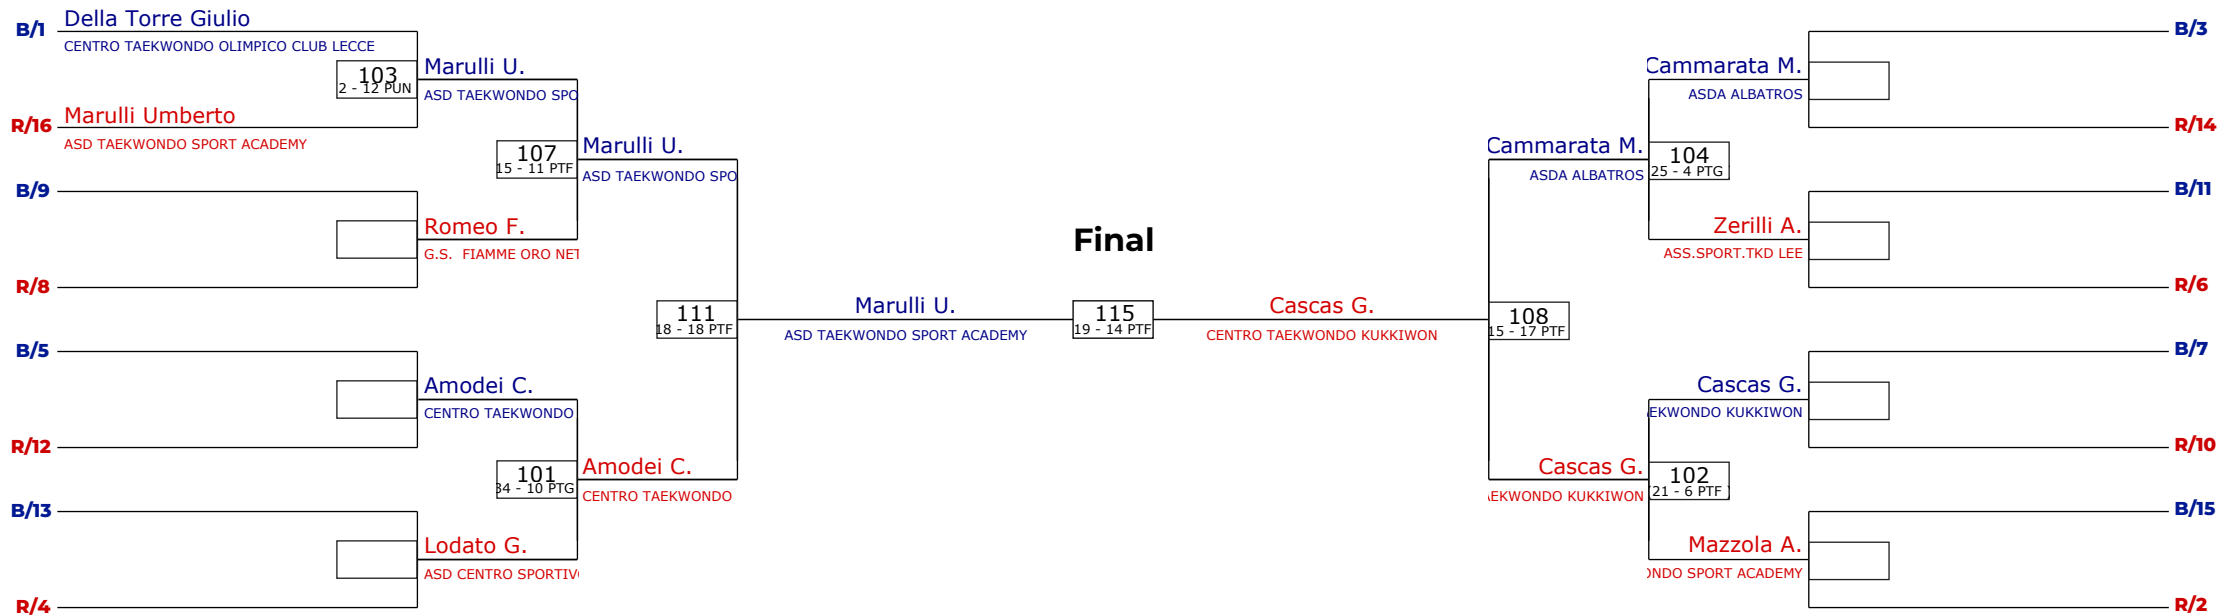 Della Torre Giulio
B/1
CENTRO TAEKWONDO OLIMPICO CLUB LECCE
103
2 - 12 PUN
Marulli U.
ASD TAEKWONDO SPO
Marulli Umberto
R/16
ASD TAEKWONDO SPORT ACADEMY
107
15 - 11 PTF
Marulli U.
ASD TAEKWONDO SPO
B/9
Romeo F.
G.S. FIAMME ORO NET
R/8
111
18 - 18 PTF
B/5
Amodei C.
CENTRO TAEKWONDO
R/12
101
34 - 10 PTG
Amodei C.
CENTRO TAEKWONDO
B/13
Lodato G.
ASD CENTRO SPORTIV
R/4
Final
Marulli U.
ASD TAEKWONDO SPORT ACADEMY
115
19 - 14 PTF
Cascas G.
CENTRO TAEKWONDO KUKKIWON
B/3
Cammarata M.
ASDA ALBATROS
R/14
Cammarata M.
ASDA ALBATROS
104
25 - 4 PTG
B/11
Zerilli A.
ASS.SPORT.TKD LEE
R/6
108
15 - 17 PTF
B/7
Cascas G.
EKWONDO KUKKIWON
R/10
Cascas G.
AEKWONDO KUKKIWON
102
(21 - 6 PTF )
B/15
Mazzola A.
ONDO SPORT ACADEMY
R/2